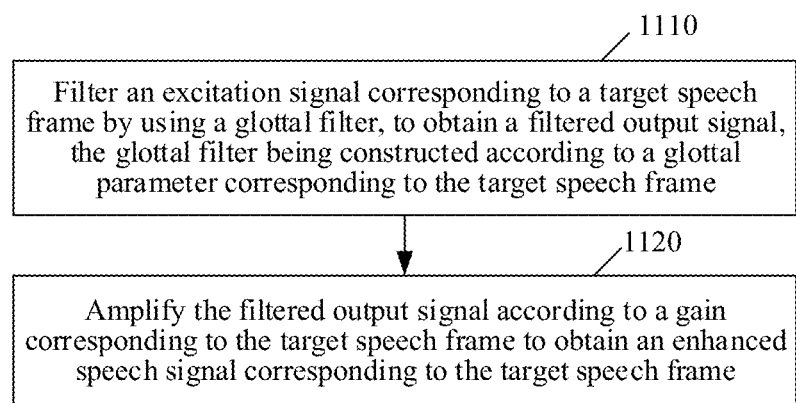 1110
Filter an excitation signal corresponding to a target speech
frame by using a glottal filter, to obtain a filtered output signal,
the glottal filter being constructed according to a glottal
parameter corresponding to the target speech frame
1120
Amplify the filtered output signal according to a gain
corresponding to the target speech frame to obtain an enhanced
speech signal corresponding to the target speech frame